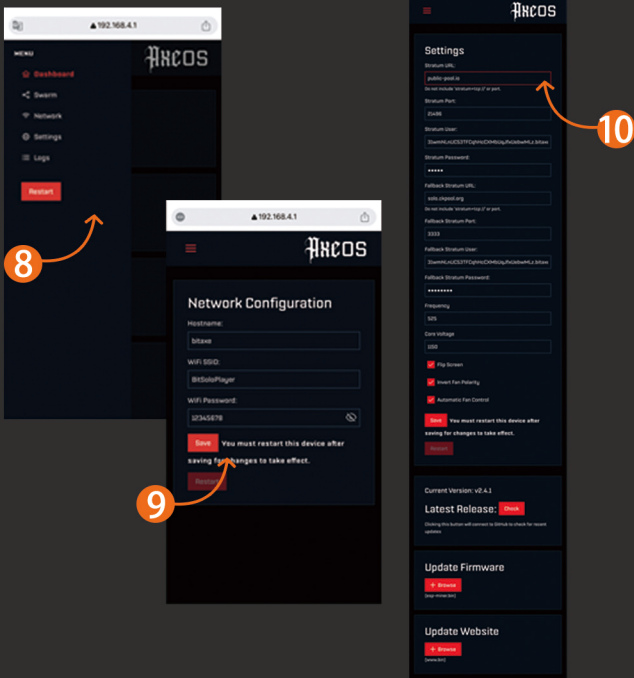 192.168.4.1
MENU
AxeOS
Dashboard
Swarm
Network
Settings
Logs
Restart
8
192.168.4.1
AxeOS
Network Configuration
Hostname:
bitaxe
WiFi SSID:
BitSoloPlayer
WiFi Password:
12345678
Save You must restart this device after
saving for changes to take effect.
Restart
9
AxeOS
Settings
Stratum URL:
public-pool.io
Do not include 'stratum+tcp://' or port.
Stratum Port:
21496
Stratum User:
Stratum Password:
*****
Fallback Stratum URL:
solo.ckpool.org
Do not include 'stratum+tcp://' or port.
Fallback Stratum Port:
3333
Fallback Stratum User:
Fallback Stratum Password:
********
Frequency
525
Core Voltage
1150
Flip Screen
Invert Fan Polarity
Automatic Fan Control
Save You must restart this device after
saving for changes to take effect.
Restart
10
Current Version: v2.4.1
Latest Release: Check
Clicking this button will connect to GitHub to check for recent
updates
Update Firmware
+ Browse
(esp-miner.bin)
Update Website
+ Browse
(www.bin)